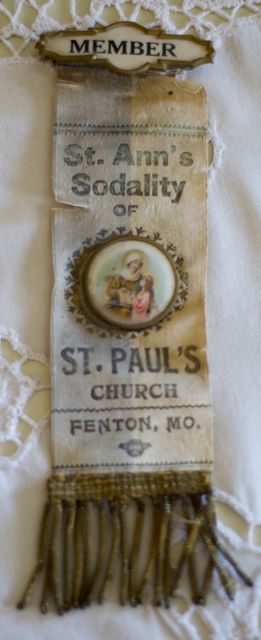 MEMBER
St. Ann's
Sodality
OF
ST. PAUL'S
CHURCH
FENTON, MO.